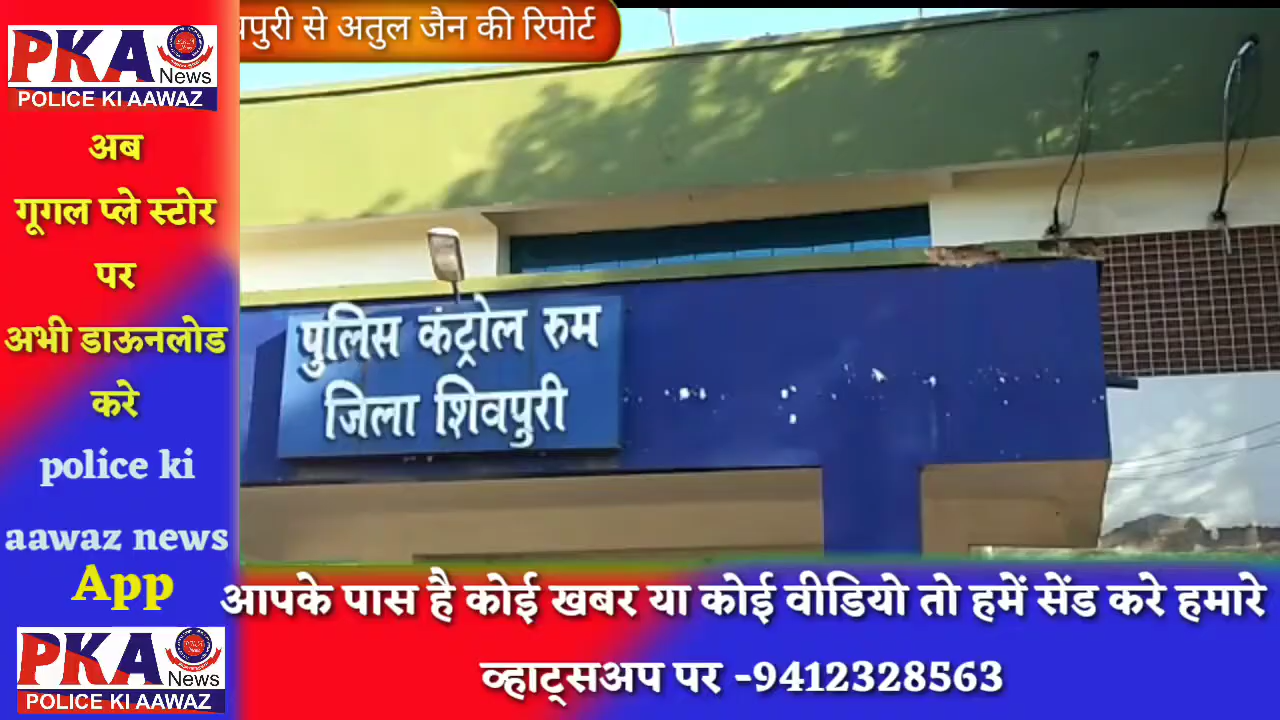 PKA
News
POLICE KI AAWAZ
अब
गूगल प्ले स्टोर
पर
अभी डाऊनलोड
करे
police ki
aawaz news
App
PKA
News
POLICE KI AAWAZ
से अतुल जैन की रिपोर्ट
पुलिस कंट्रोल रुम
जिला शिवपुरी
आपके पास है कोई खबर या कोई वीडियो तो हमें सेंड करे हमारे
व्हाट्सअप पर -9412328563